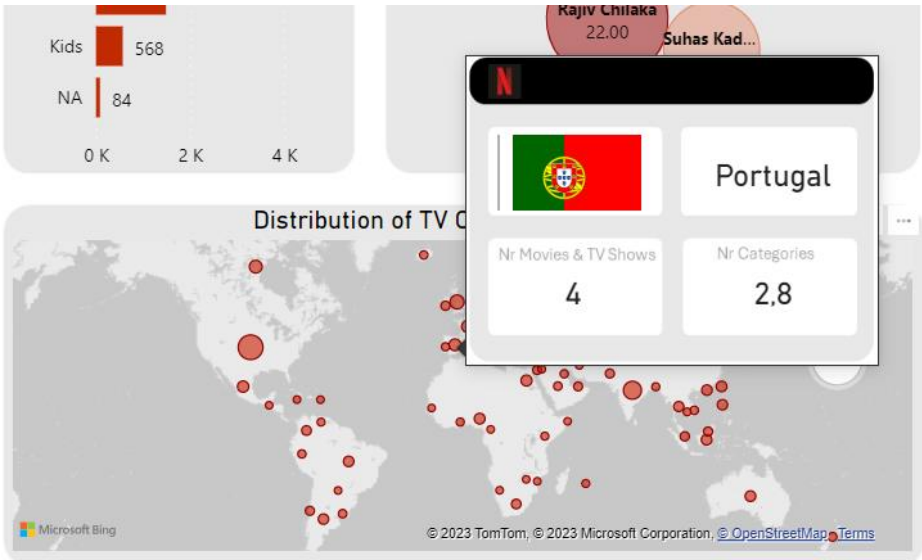 Rajiv Chilaka
22.00
Suhas Kad...
Kids 568
NA 84
0 K 2 K 4 K
N
Portugal
Nr Movies & TV Shows
4
Nr Categories
2,8
Distribution of TV C
Microsoft Bing
© 2023 TomTom, © 2023 Microsoft Corporation, © OpenStreetMap Terms